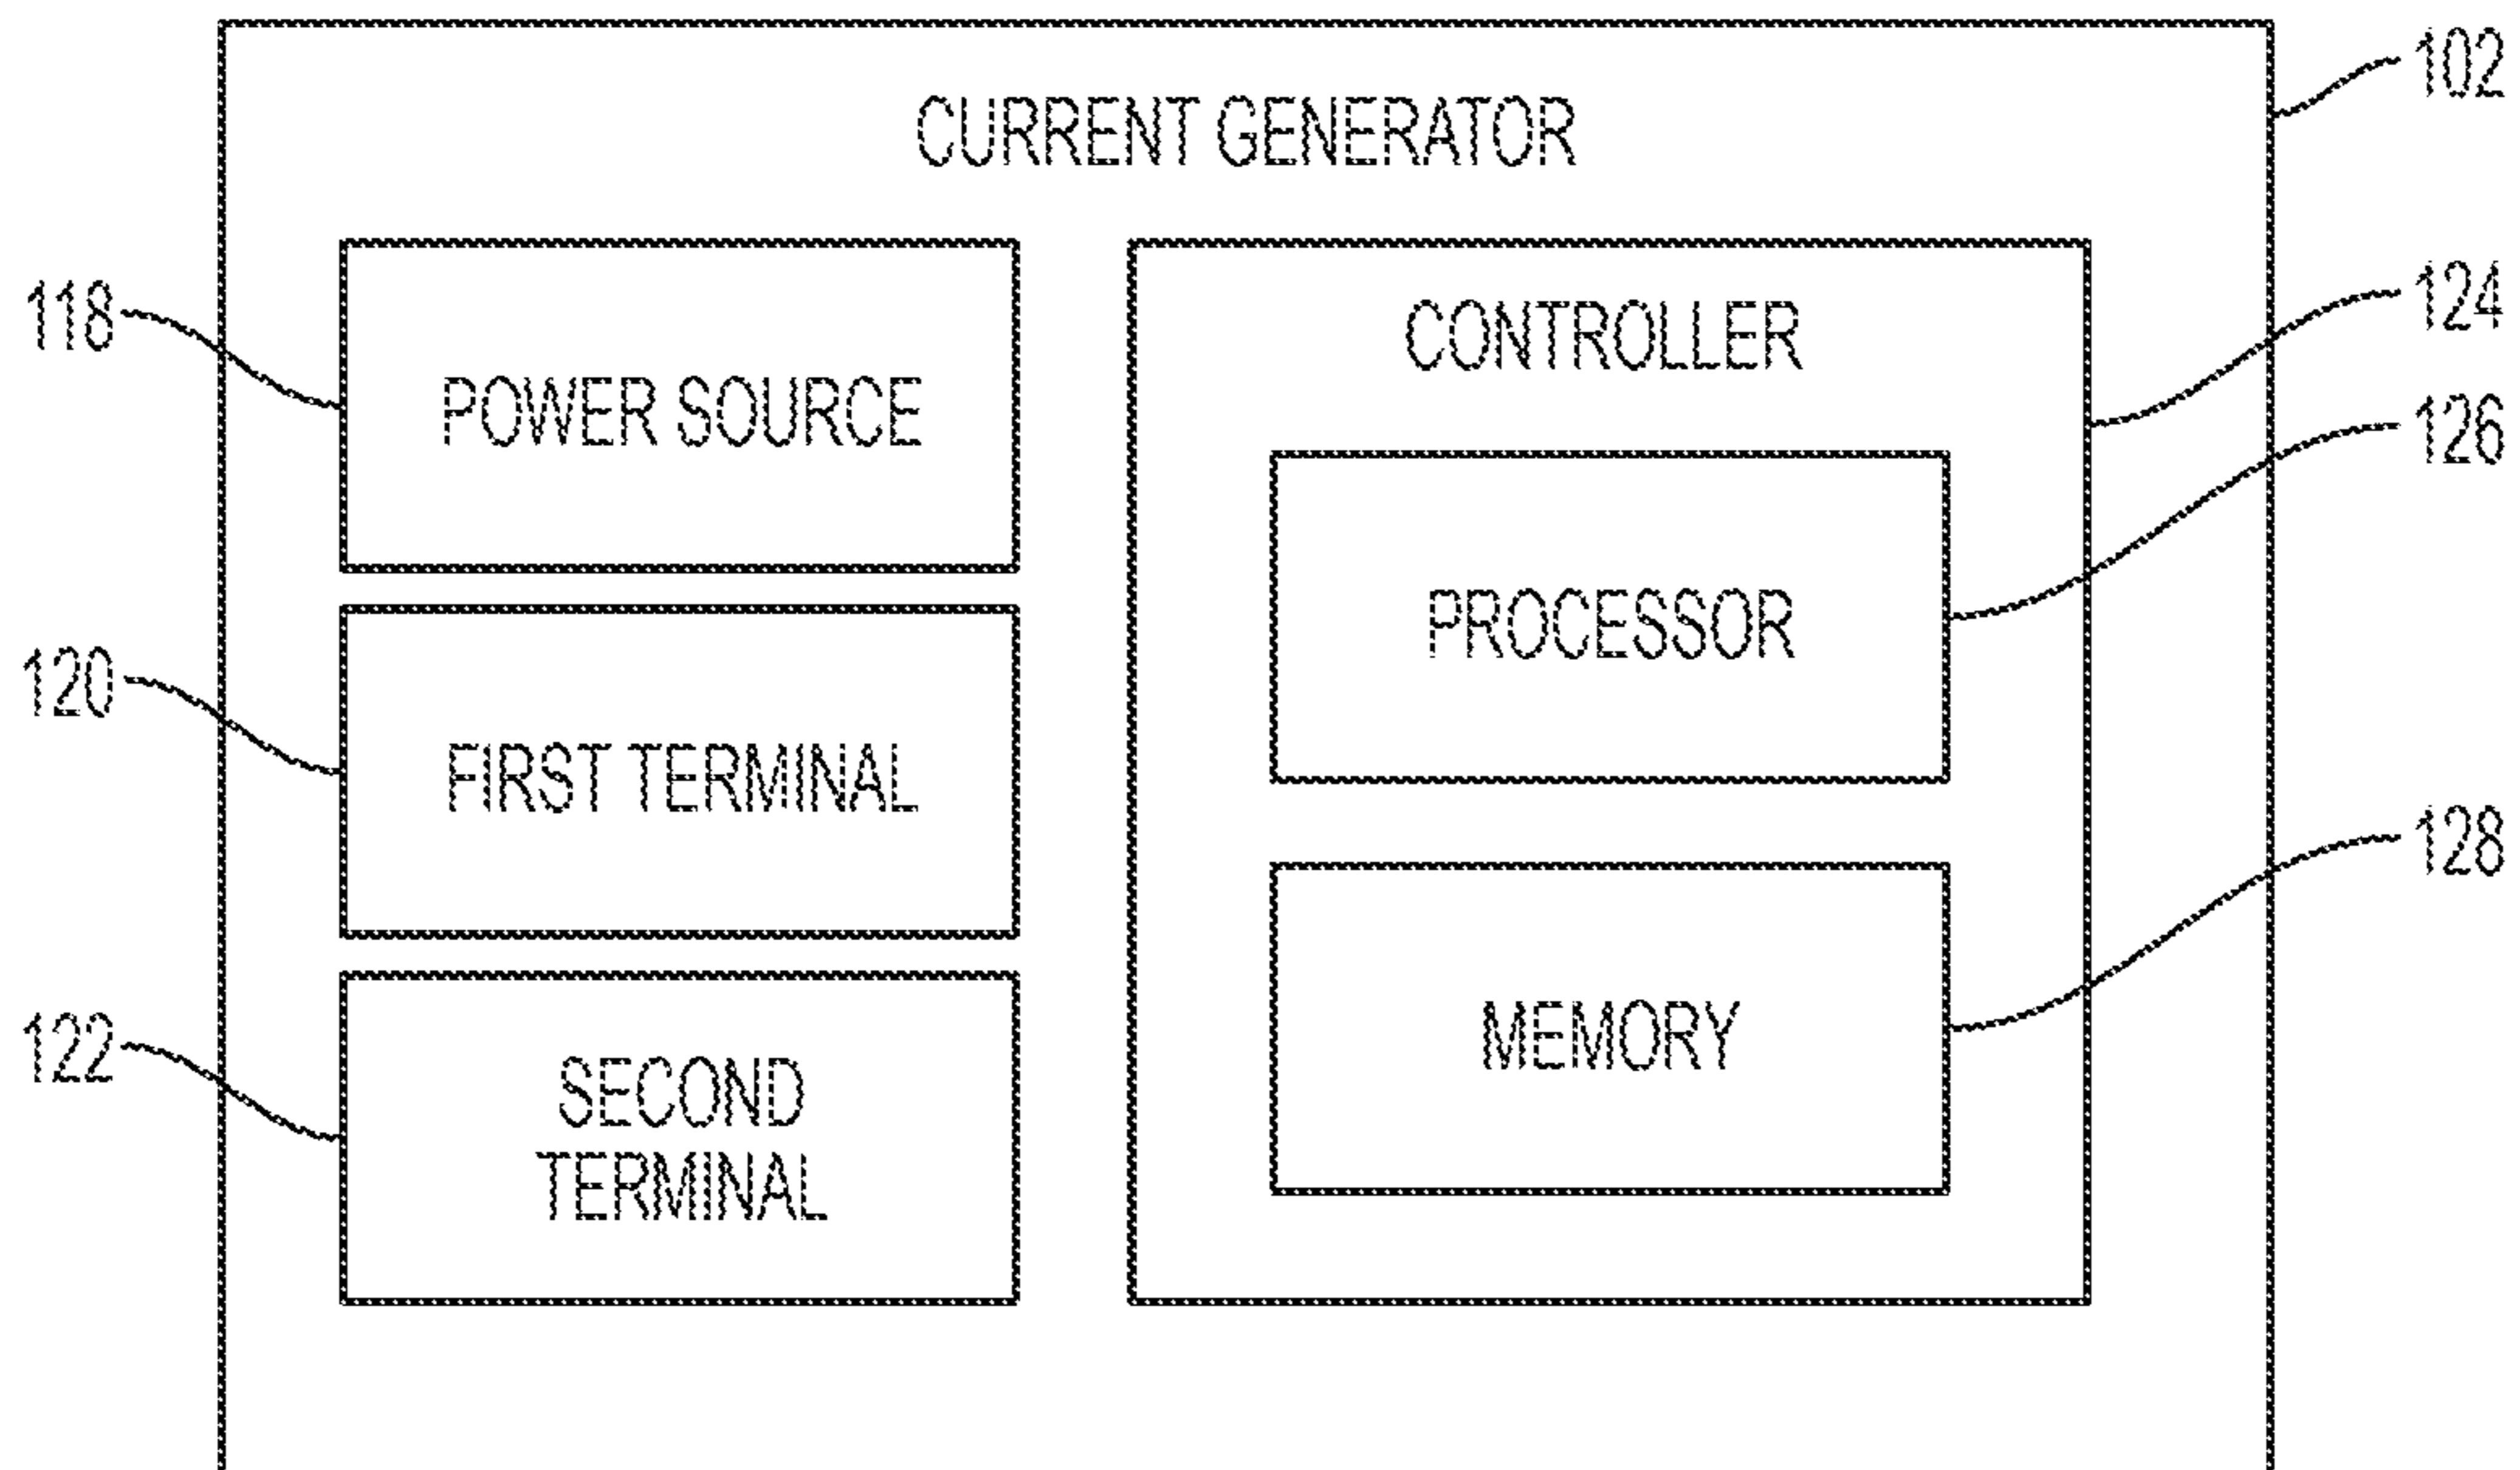 102
CURRENT GENERATOR
118
POWER SOURCE
120
FIRST TERMINAL
122
SECOND
TERMINAL
124
CONTROLLER
126
PROCESSOR
128
MEMORY